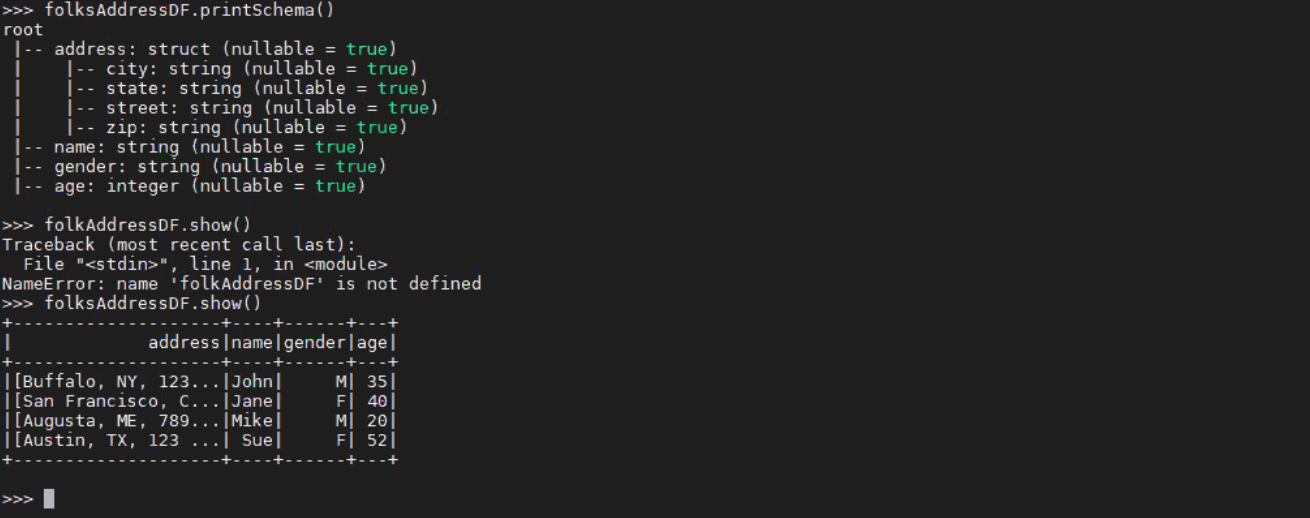 >>> folksAddressDF.printSchema()
root
 |-- address: struct (nullable = true)
 |    |-- city: string (nullable = true)
 |    |-- state: string (nullable = true)
 |    |-- street: string (nullable = true)
 |    |-- zip: string (nullable = true)
 |-- name: string (nullable = true)
 |-- gender: string (nullable = true)
 |-- age: integer (nullable = true)

>>> folkAddressDF.show()
Traceback (most recent call last):
  File "<stdin>", line 1, in <module>
NameError: name 'folkAddressDF' is not defined
>>> folksAddressDF.show()
+--------------------+----+------+---+
|             address|name|gender|age|
+--------------------+----+------+---+
|[Buffalo, NY, 123...|John|     M| 35|
|[San Francisco, C...|Jane|     F| 40|
|[Augusta, ME, 789...|Mike|     M| 20|
|[Austin, TX, 123 ...| Sue|     F| 52|
+--------------------+----+------+---+

>>>